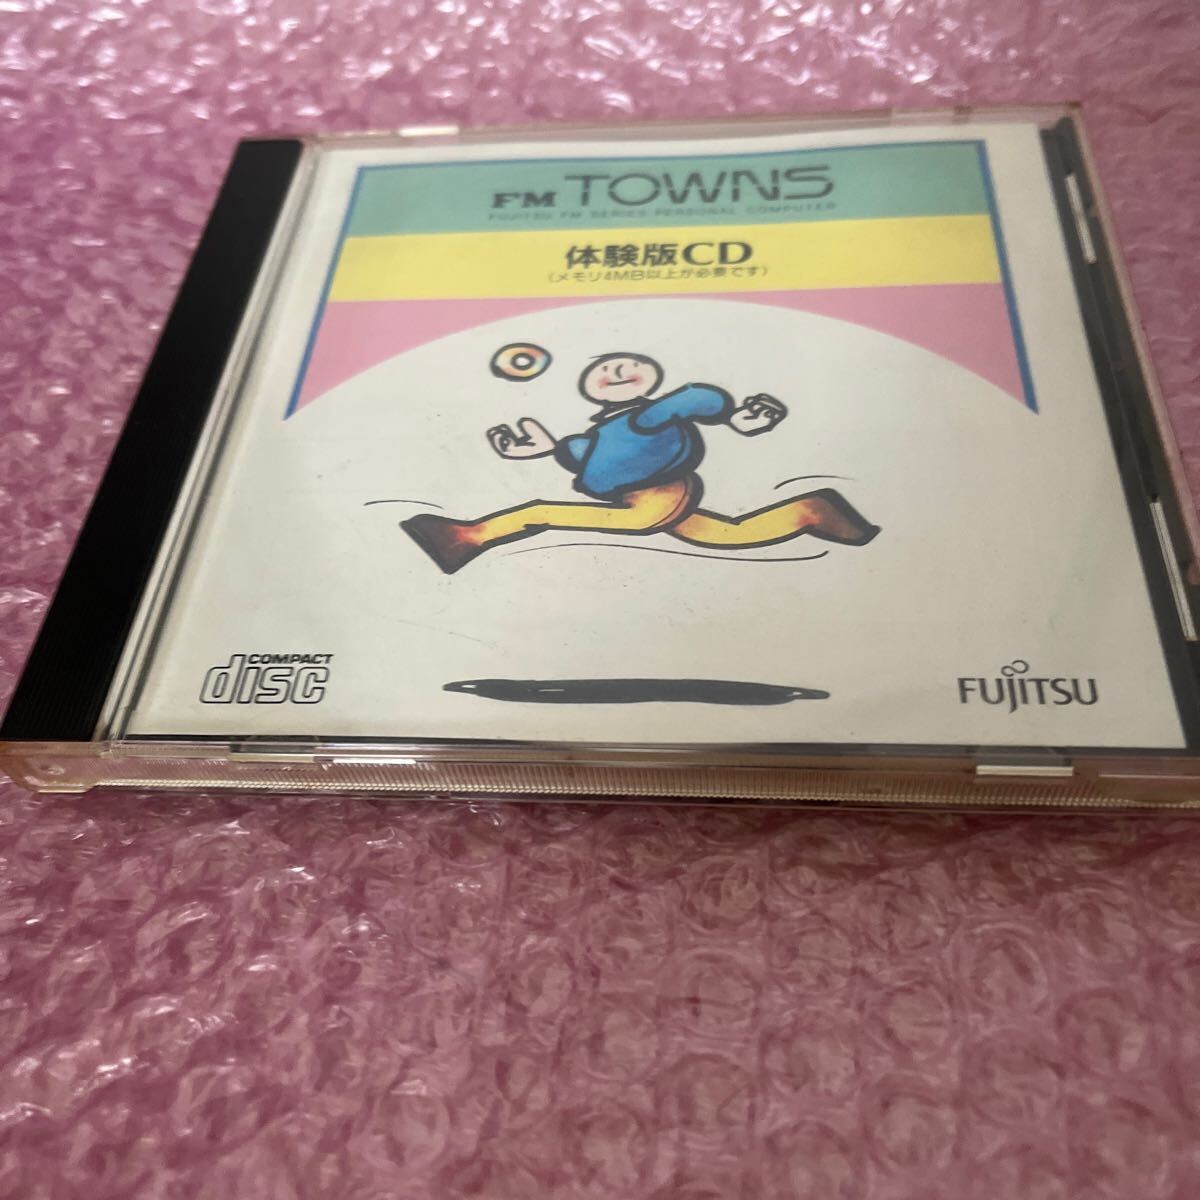 FM TOWNS
FUJITSU FM SERIES PERSONAL COMPUTER
体験版CD
(メモリ4MB以上が必要です)
COMPACT
disc
FUJITSU